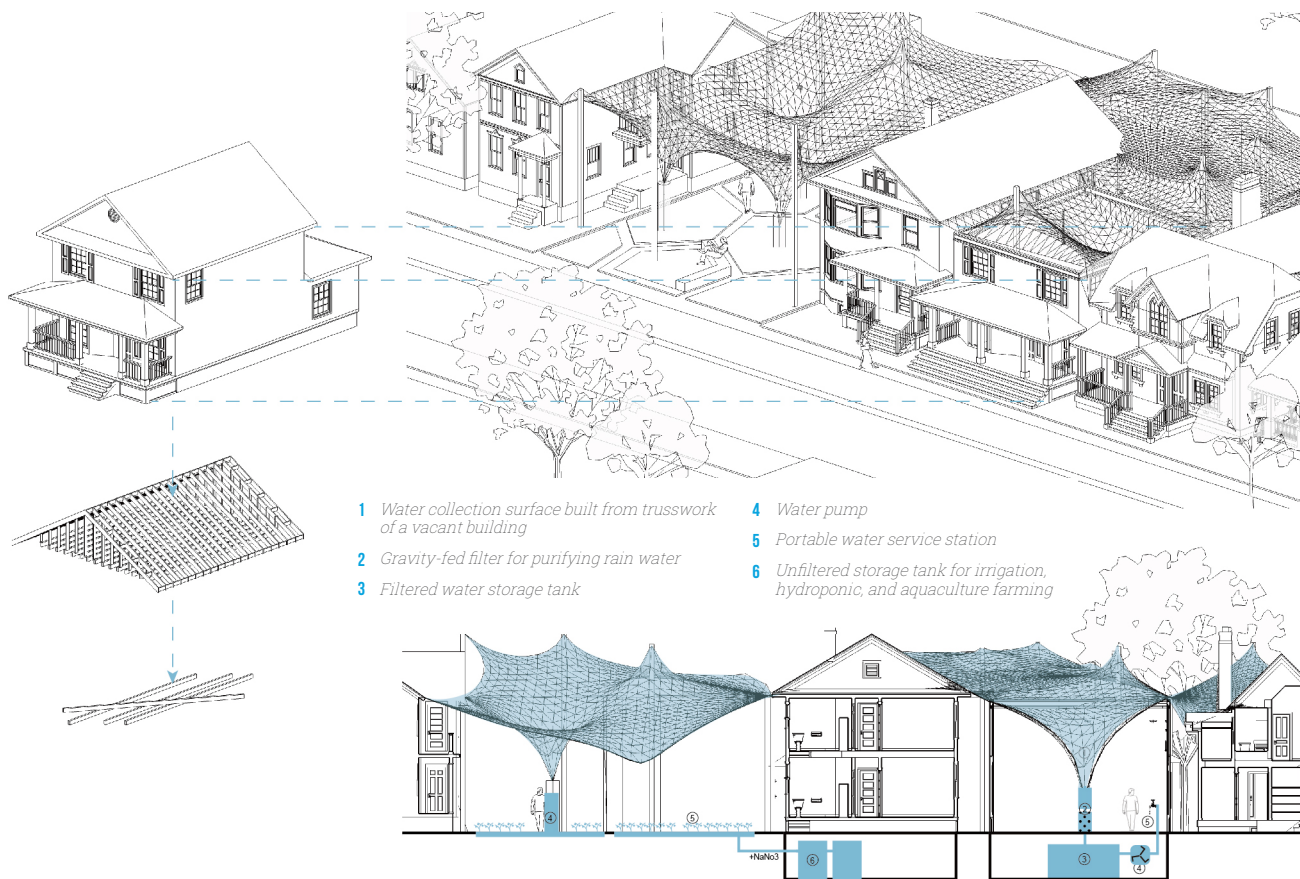 1 Water collection surface built from trusswork
of a vacant building
2 Gravity-fed filter for purifying rain water
3 Filtered water storage tank
4 Water pump
5 Portable water service station
6 Unfiltered storage tank for irrigation,
hydroponic, and aquaculture farming
1
2
4
5
5
+NaNo3
6
3
4